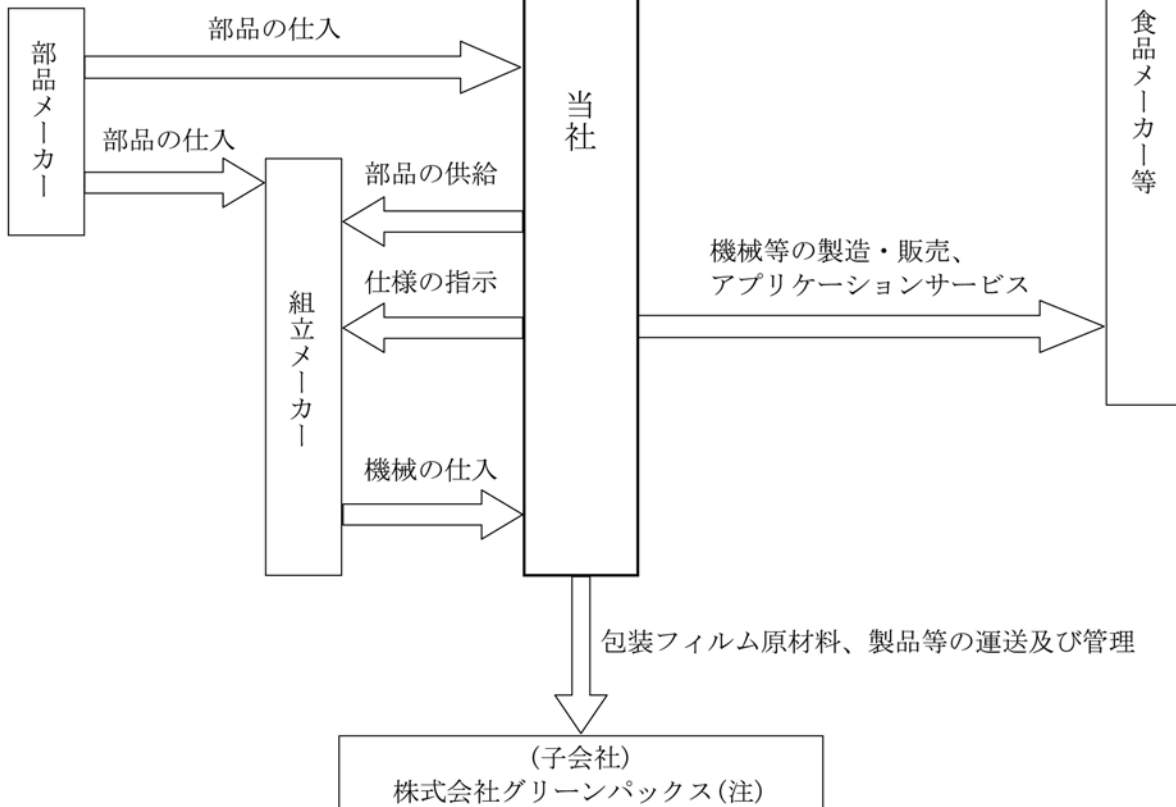 部品の仕入
部品メーカー
当社
食品メーカー等
部品の仕入
部品の供給
機械等の製造・販売、
アプリケーションサービス
仕様の指示
組立メーカー
機械の仕入
包装フィルム原材料、製品等の運送及び管理
(子会社)
株式会社グリーンパックス(注)